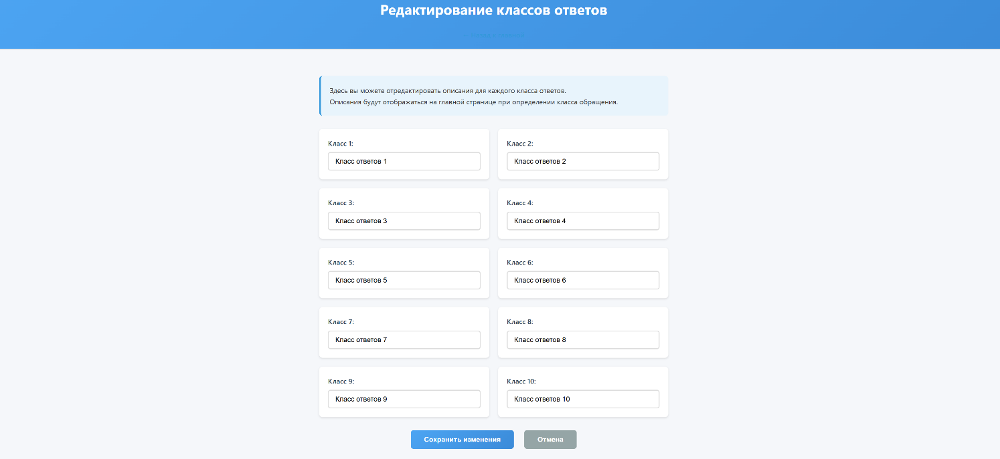 Редактирование классов ответов
Здесь вы можете отредактировать описания для каждого класса ответов.
Описания будут отображаться на главной странице при определении класса обращения.
Класс 1:
Класс ответов 1
Класс 2:
Класс ответов 2
Класс 3:
Класс ответов 3
Класс 4:
Класс ответов 4
Класс 5:
Класс ответов 5
Класс 6:
Класс ответов 6
Класс 7:
Класс ответов 7
Класс 8:
Класс ответов 8
Класс 9:
Класс ответов 9
Класс 10:
Класс ответов 10
Сохранить изменения
Отмена